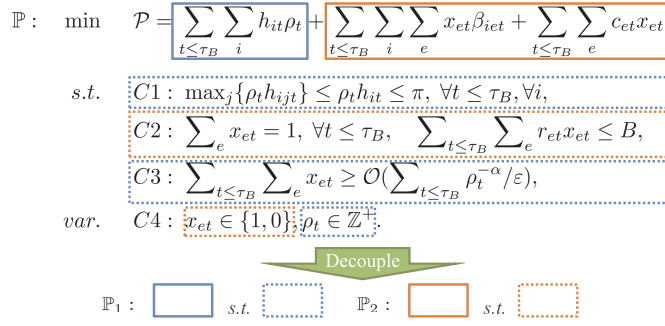 ℙ : min 𝒫 = ∑_{t≤τ_B} ∑_i h_{it}ρ_t + ∑_{t≤τ_B} ∑_i ∑_e x_{et}β_{iet} + ∑_{t≤τ_B} ∑_e c_{et}x_{et}
s.t. C1 : max_j{ρ_t h_{ijt}} ≤ ρ_t h_{it} ≤ π, ∀t ≤ τ_B, ∀i,
C2 : ∑_e x_{et} = 1, ∀t ≤ τ_B, ∑_{t≤τ_B} ∑_e r_{et}x_{et} ≤ B,
C3 : ∑_{t≤τ_B} ∑_e x_{et} ≥ 𝒪(∑_{t≤τ_B} ρ_t^{-α}/ε),
var. C4 : x_{et} ∈ {1, 0}, ρ_t ∈ ℤ^+.
Decouple
ℙ_1 : s.t. ℙ_2 : s.t.